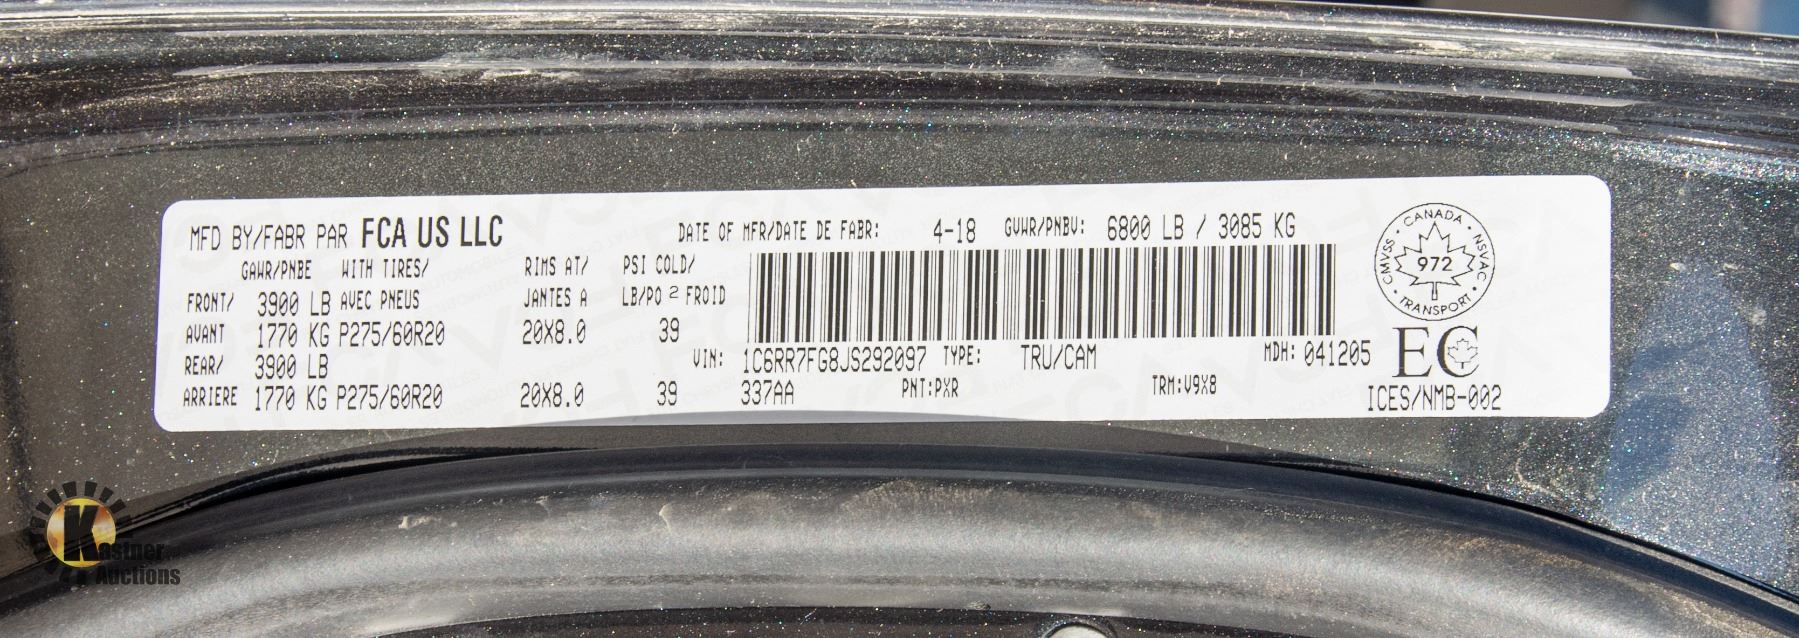 MFD BY/FABR PAR FCA US LLC
DATE OF MFR/DATE DE FABR: 4-18 GVWR/PNBV: 6800 LB / 3085 KG
GAWR/PNBE WITH TIRES/ RIMS AT/ PSI COLD/
FRONT/ 3900 LB AVEC PNEUS JANTES A LB/PO 2 FROID
AVANT 1770 KG P275/60R20 20X8.0 39
REAR/ 3900 LB
ARRIERE 1770 KG P275/60R20 20X8.0 39
VIN: 1C6RR7FG8JS292097 TYPE: TRU/CAM MDH: 041205
337AA PNT:PXR TRM:V9X8
CANADA
CMVSS · NSVAC
972
TRANSPORT
EC
ICES/NMB-002
Kastner
Auctions